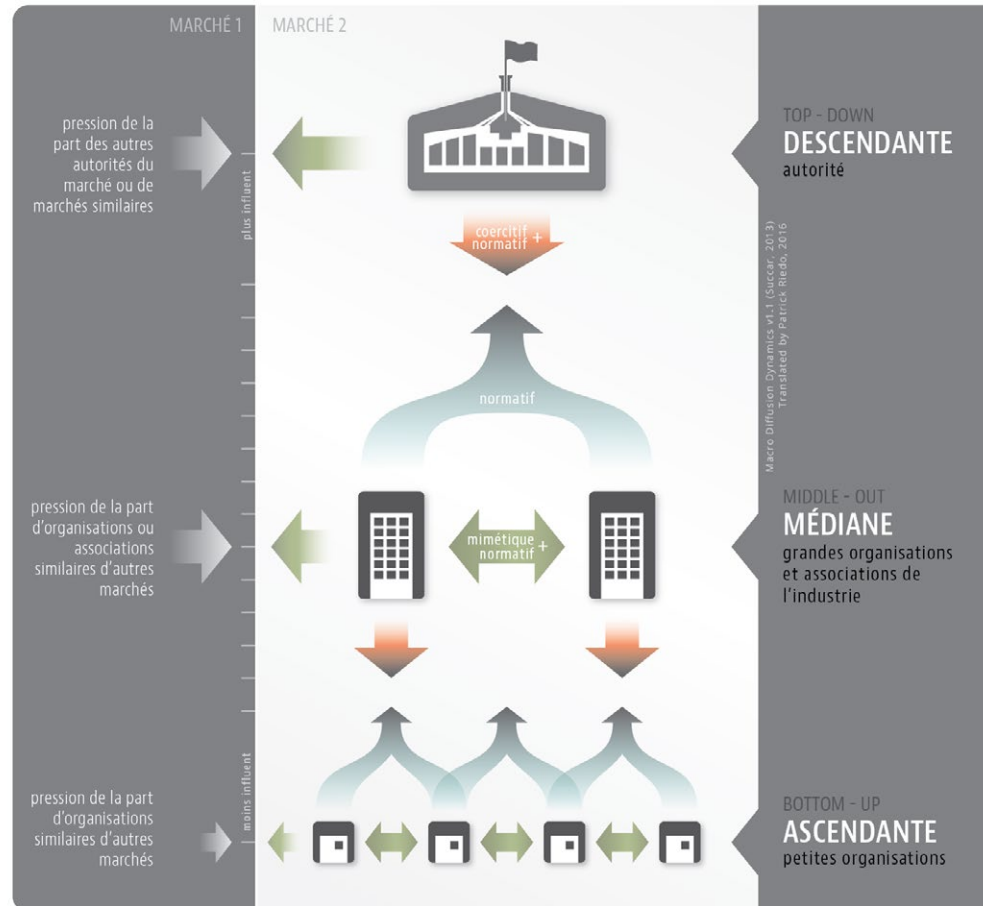 MARCHÉ 1
MARCHÉ 2
pression de la
part des autres
autorités du
marché ou de
marchés similaires
plus influent
coercitif
normatif +
TOP - DOWN
DESCENDANTE
autorité
Macro Diffusion Dynamics v1.1 (Succar, 2013)
Translated by Patrick Riedo, 2016
normatif
pression de la part
d'organisations ou
associations
similaires d'autres
marchés
mimétique
normatif +
MIDDLE - OUT
MÉDIANE
grandes organisations
et associations de
l'industrie
moins influent
pression de la part
d'organisations
similaires d'autres
marchés
BOTTOM - UP
ASCENDANTE
petites organisations